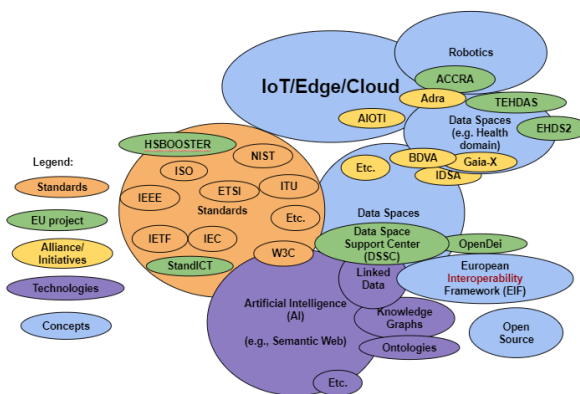 Robotics
IoT/Edge/Cloud
ACCRA
Adra
TEHDAS
AIOTI
Data Spaces
(e.g. Health
domain)
EHDS2
HSBOOSTER
NIST
BDVA
Gaia-X
Legend:
ISO
Etc.
IDSA
Standards
IEEE
ETSI
ITU
Standards
EU project
Etc.
Data Spaces
Alliance/
Initiatives
IETF
IEC
W3C
Data Space
Support Center
(DSSC)
OpenDei
StandICT
Linked
Data
European
Interoperability
Framework (EIF)
Technologies
Artificial Intelligence
(AI)
(e.g., Semantic Web)
Knowledge
Graphs
Concepts
Ontologies
Open
Source
Etc.